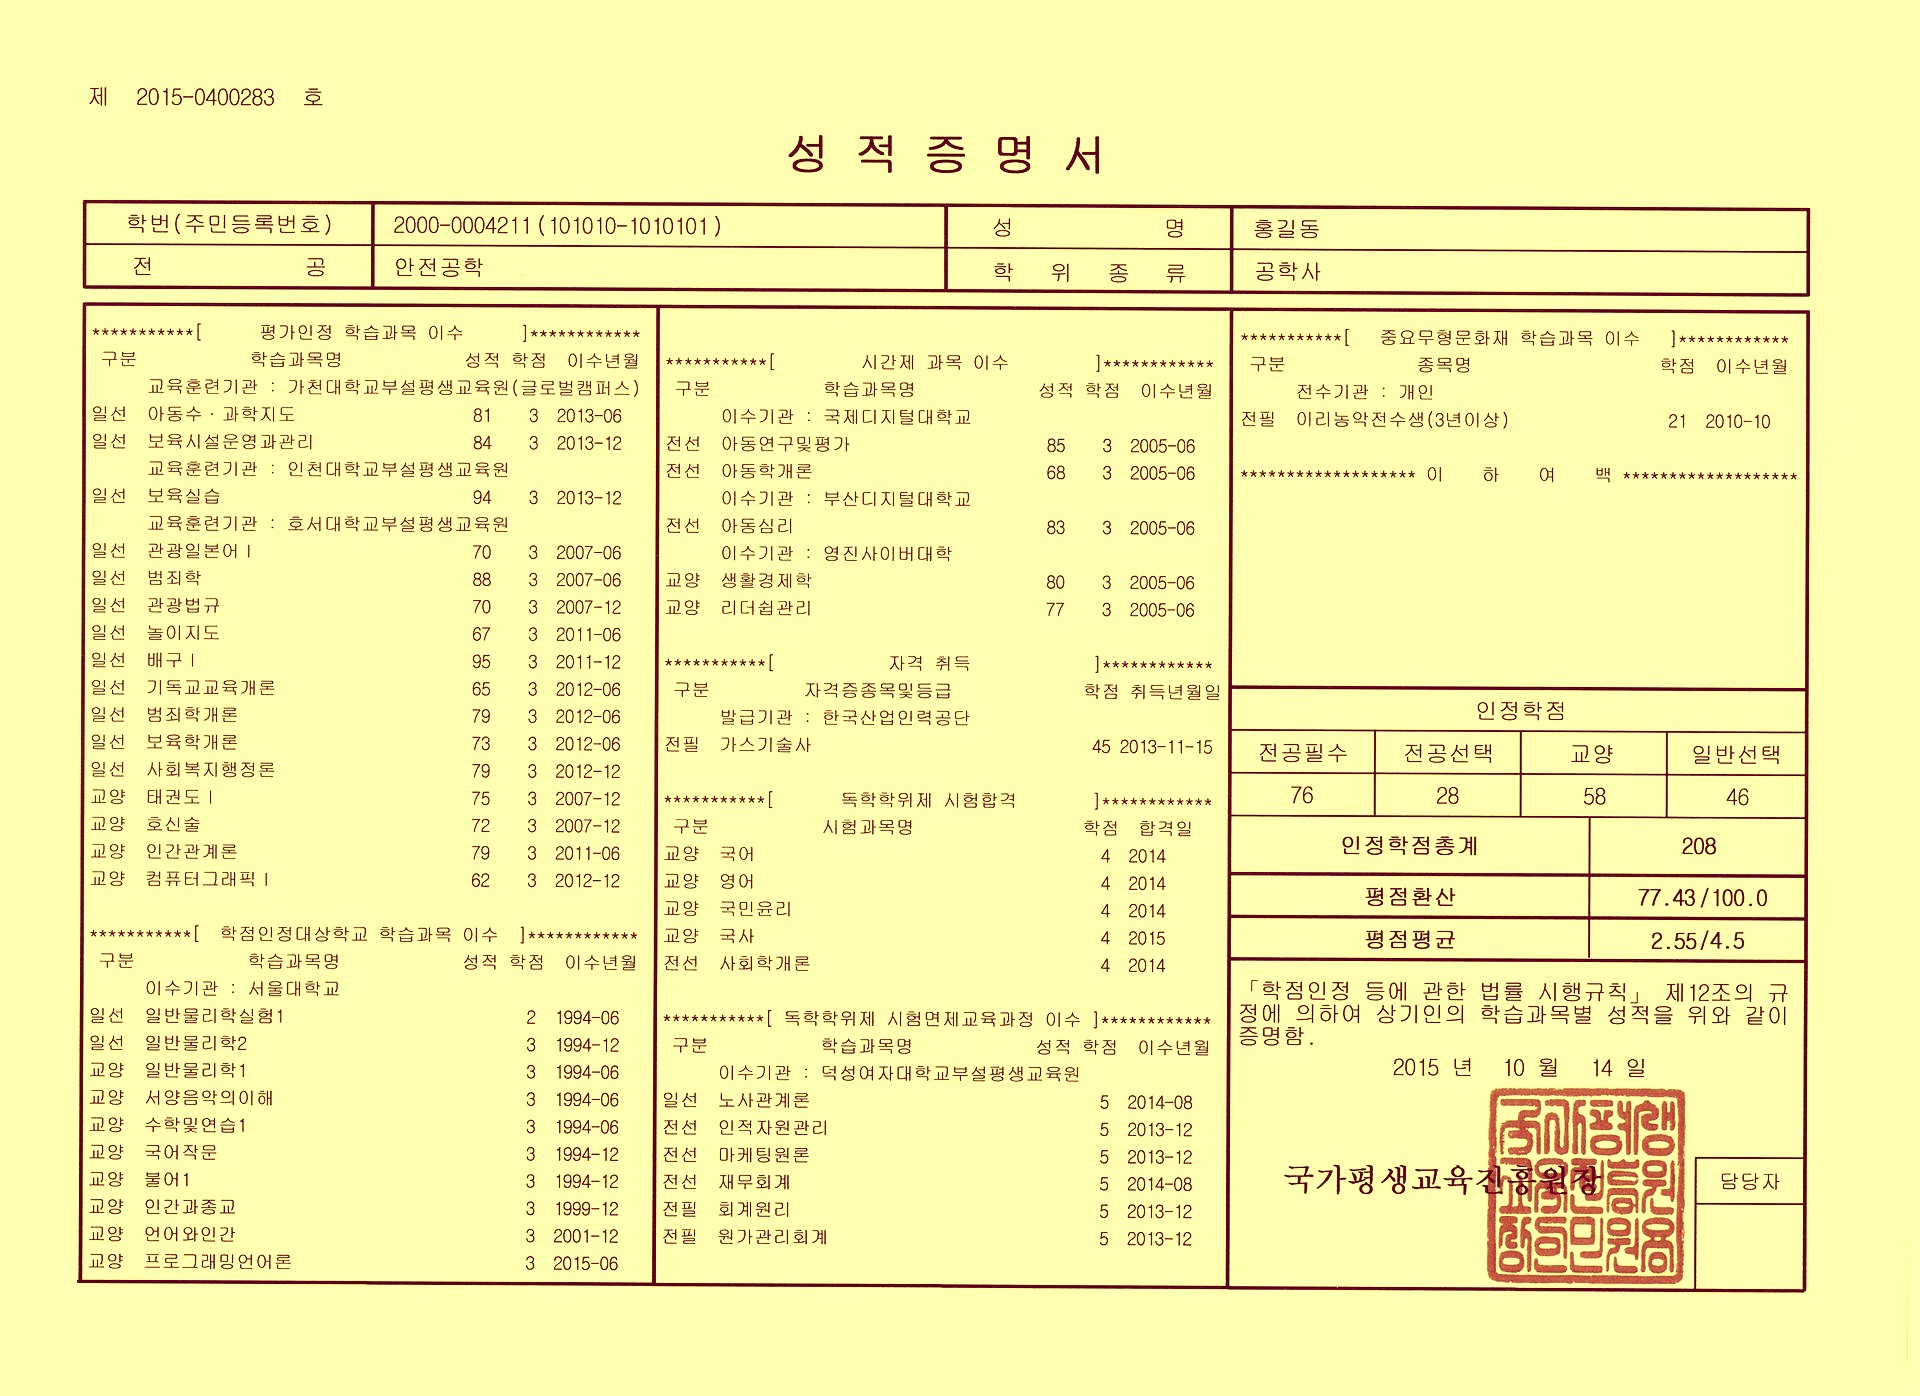 제 2015-0400283 호
성 적 증 명 서
학번(주민등록번호) 2000-0004211(101010-1010101) 성 명 홍길동
전 공 안전공학 학 위 종 류 공학사
***********[ 평가인정 학습과목 이수 ]************
구분 학습과목명 성적 학점 이수년월
교육훈련기관 : 가천대학교부설평생교육원(글로벌캠퍼스)
일선 아동수·과학지도 81 3 2013-06
일선 보육시설운영과관리 84 3 2013-12
교육훈련기관 : 인천대학교부설평생교육원
일선 보육실습 94 3 2013-12
교육훈련기관 : 호서대학교부설평생교육원
일선 관광일본어Ⅰ 70 3 2007-06
일선 범죄학 88 3 2007-06
일선 관광법규 70 3 2007-12
일선 놀이지도 67 3 2011-06
일선 배구Ⅰ 95 3 2011-12
일선 기독교교육개론 65 3 2012-06
일선 범죄학개론 79 3 2012-06
일선 보육학개론 73 3 2012-06
일선 사회복지행정론 79 3 2012-12
교양 태권도Ⅰ 75 3 2007-12
교양 호신술 72 3 2007-12
교양 인간관계론 79 3 2011-06
교양 컴퓨터그래픽Ⅰ 62 3 2012-12
***********[ 학점인정대상학교 학습과목 이수 ]************
구분 학습과목명 성적 학점 이수년월
이수기관 : 서울대학교
일선 일반물리학실험1 2 1994-06
일선 일반물리학2 3 1994-12
교양 일반물리학1 3 1994-06
교양 서양음악의이해 3 1994-06
교양 수학및연습1 3 1994-06
교양 국어작문 3 1994-12
교양 불어1 3 1994-12
교양 인간과종교 3 1999-12
교양 언어와인간 3 2001-12
교양 프로그래밍언어론 3 2015-06
***********[ 시간제 과목 이수 ]************
구분 학습과목명 성적 학점 이수년월
이수기관 : 국제디지털대학교
전선 아동연구및평가 85 3 2005-06
전선 아동학개론 68 3 2005-06
이수기관 : 부산디지털대학교
전선 아동심리 83 3 2005-06
이수기관 : 영진사이버대학
교양 생활경제학 80 3 2005-06
교양 리더쉽관리 77 3 2005-06
***********[ 자격 취득 ]************
구분 자격증종목및등급 학점 취득년월일
발급기관 : 한국산업인력공단
전필 가스기술사 45 2013-11-15
***********[ 독학학위제 시험합격 ]************
구분 시험과목명 학점 합격일
교양 국어 4 2014
교양 영어 4 2014
교양 국민윤리 4 2014
교양 국사 4 2015
전선 사회학개론 4 2014
***********[ 독학학위제 시험면제교육과정 이수 ]************
구분 학습과목명 성적 학점 이수년월
이수기관 : 덕성여자대학교부설평생교육원
일선 노사관계론 5 2014-08
전선 인적자원관리 5 2013-12
전선 마케팅원론 5 2013-12
전선 재무회계 5 2014-08
전필 회계원리 5 2013-12
전필 원가관리회계 5 2013-12
***********[ 중요무형문화재 학습과목 이수 ]************
구분 종목명 학점 이수년월
전수기관 : 개인
전필 이리농악전수생(3년이상) 21 2010-10
******************* 이 하 여 백 *******************
인정학점
전공필수 전공선택 교양 일반선택
76 28 58 46
인정학점총계 208
평점환산 77.43/100.0
평점평균 2.55/4.5
「학점인정 등에 관한 법률 시행규칙」 제12조의 규
정에 의하여 상기인의 학습과목별 성적을 위와 같이
증명함.
2015 년 10 월 14 일
국가평생교육진흥원장
담당자